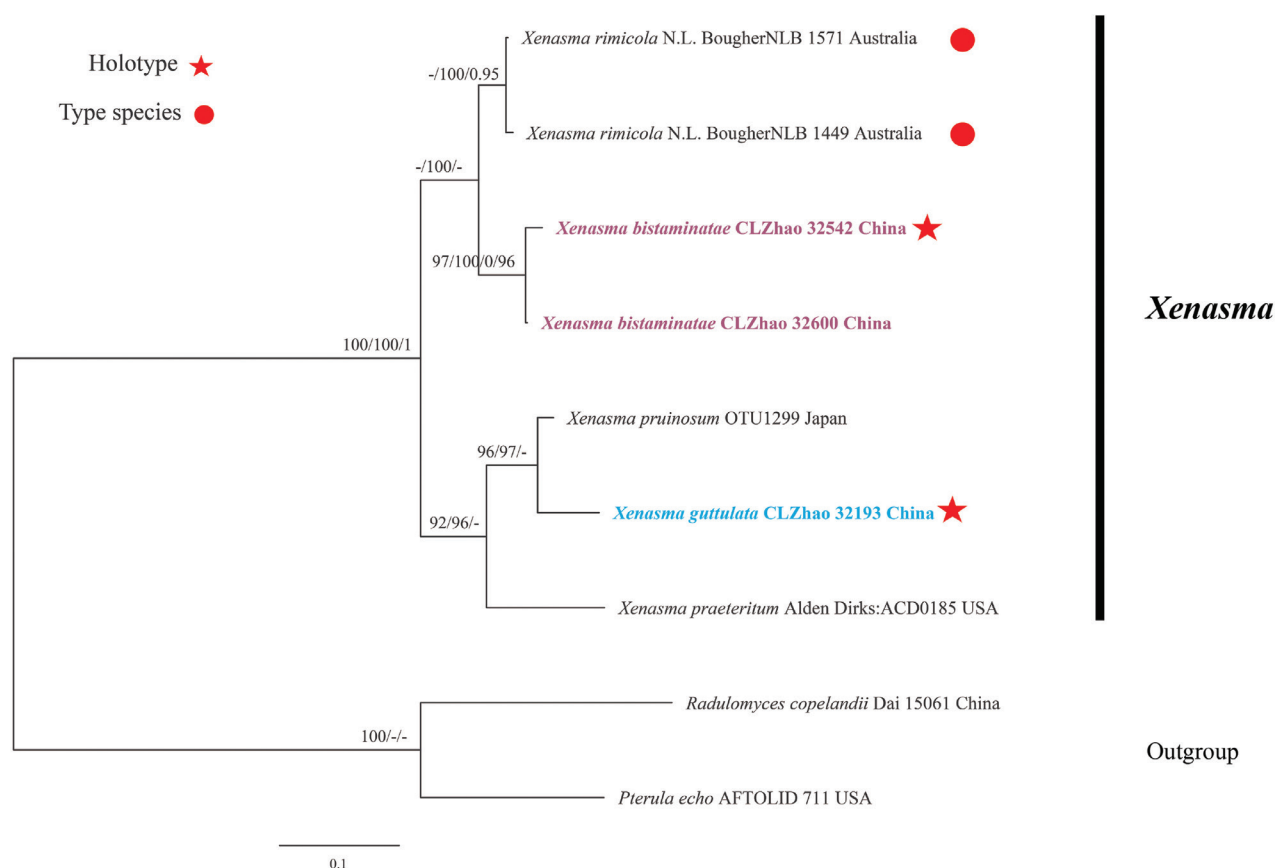 Xenasma rimicola N.L. BougherNLB 1571 Australia
Holotype
-/100/0.95
Type species
Xenasma rimicola N.L. BougherNLB 1449 Australia
-/100/-
Xenasma bistaminatae CLZhao 32542 China
97/100/0/96
Xenasma
Xenasma bistaminatae CLZhao 32600 China
100/100/1
Xenasma pruinosum OTU1299 Japan
96/97/-
Xenasma guttulata CLZhao 32193 China
92/96/-
Xenasma praeteritum Alden Dirks:ACD0185 USA
Radulomyces copelandii Dai 15061 China
100/-/-
Outgroup
Pterula echo AFTOLID 711 USA
0.1